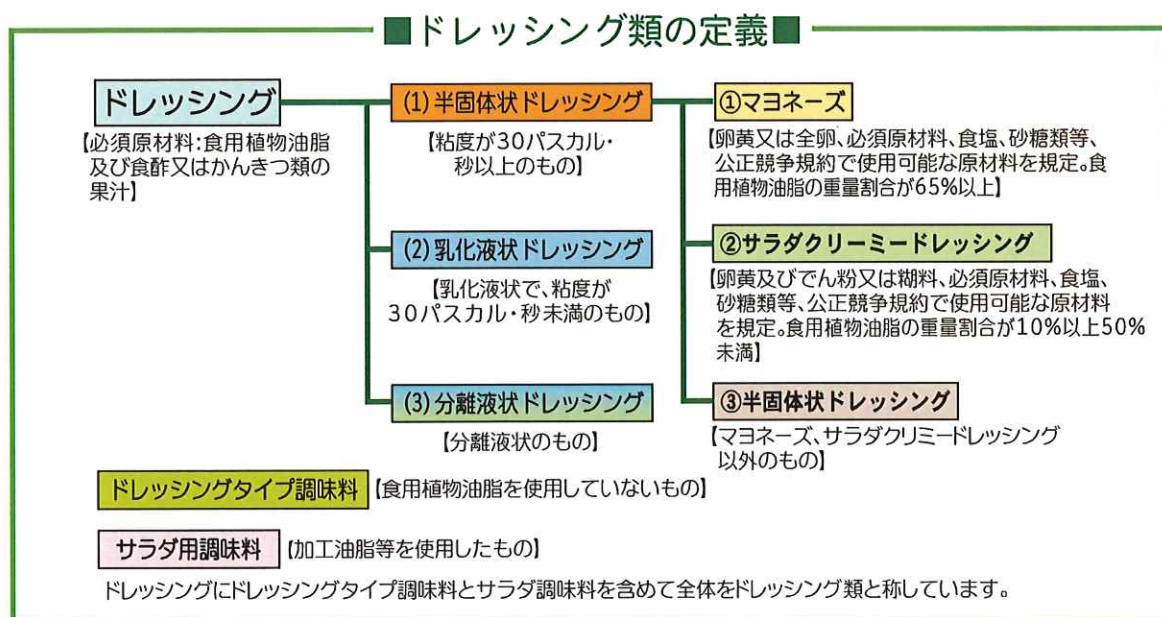 ■ドレッシング類の定義■
ドレッシング
【必須原材料:食用植物油脂
及び食酢又はかんきつ類の
果汁】
(1)半固体状ドレッシング
【粘度が30パスカル・
秒以上のもの】
(2)乳化液状ドレッシング
【乳化液状で、粘度が
30パスカル・秒未満のもの】
(3)分離液状ドレッシング
【分離液状のもの】
①マヨネーズ
【卵黄又は全卵、必須原材料、食塩、砂糖類等、
公正競争規約で使用可能な原材料を規定。食
用植物油脂の重量割合が65%以上】
②サラダクリーミードレッシング
【卵黄及びでん粉又は糊料、必須原材料、食塩、
砂糖類等、公正競争規約で使用可能な原材料
を規定。食用植物油脂の重量割合が10%以上50%
未満】
③半固体状ドレッシング
【マヨネーズ、サラダクリミードレッシング
以外のもの】
ドレッシングタイプ調味料【食用植物油脂を使用していないもの】
サラダ用調味料【加工油脂等を使用したもの】
ドレッシングにドレッシングタイプ調味料とサラダ調味料を含めて全体をドレッシング類と称しています。